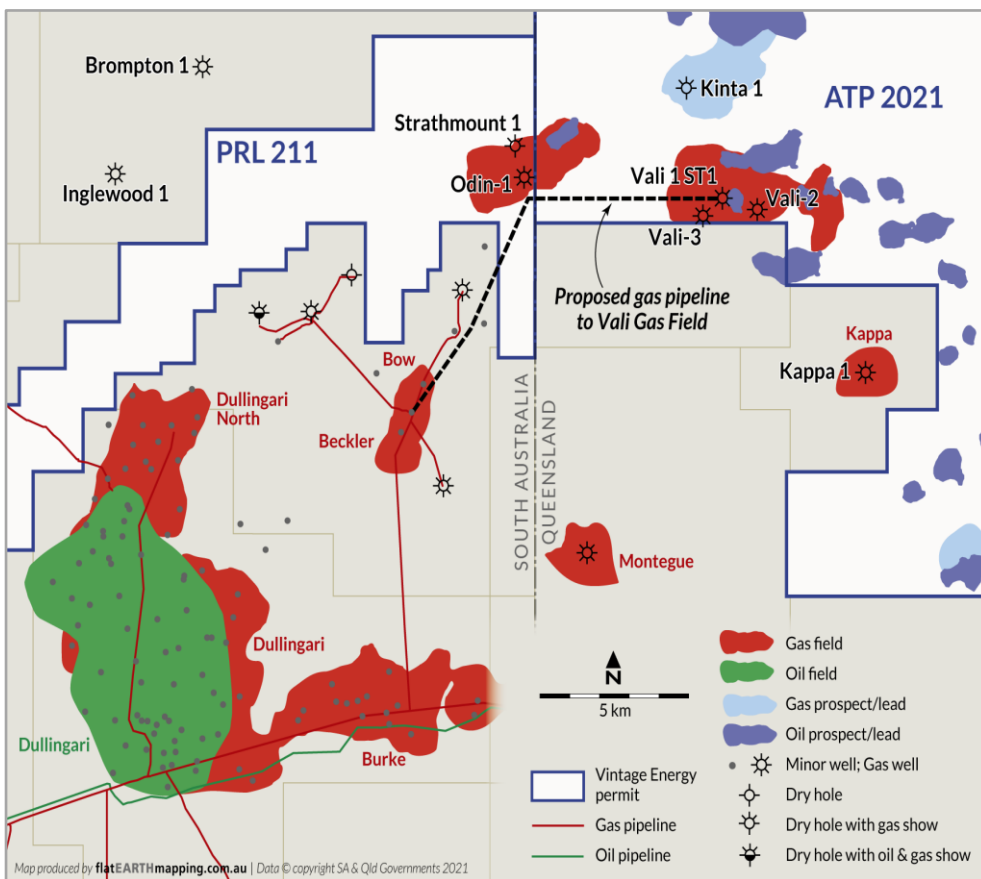 Brompton 1
Kinta 1
ATP 2021
Strathmount 1
PRL 211
Odin-1
Vali 1 ST1
Vali-2
Inglewood 1
Vali-3
Proposed gas pipeline
to Vali Gas Field
Kappa
Kappa 1
Bow
Dullingari
North
Beckler
SOUTH AUSTRALIA
QUEENSLAND
Montegue
Dullingari
Dullingari
Burke
N
5 km
Gas field
Oil field
Gas prospect/lead
Oil prospect/lead
Minor well; Gas well
Dry hole
Dry hole with gas show
Dry hole with oil & gas show
Vintage Energy
permit
Gas pipeline
Oil pipeline
Map produced by flatEARTHmapping.com.au | Data © copyright SA & Qld Governments 2021